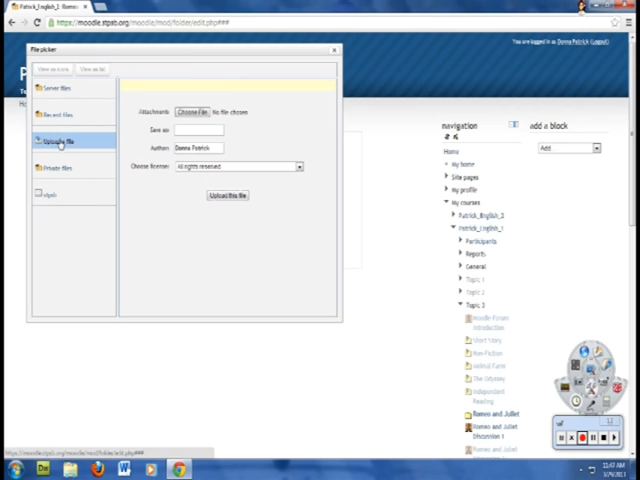 Patrick_English_1: Romeo
https://moodle.stpsb.org/moodle/mod/folder/edit.php###
You are logged in as Donna Patrick (Logout)
File picker
View as icons
View as list
Server files
Recent files
Upload a file
Private files
stpsb
Attachment:
Choose File
No file chosen
Save as:
Author:
Donna Patrick
Choose license:
All rights reserved
Upload this file
navigation
Home
My home
Site pages
My profile
My courses
Patrick_English_2
Patrick_English_1
Participants
Reports
General
Topic 1
Topic 2
Topic 3
Moodle Forum
Introduction
Short Story
Non-Fiction
Animal Farm
The Odyssey
Independent
Reading
Romeo and Juliet
Romeo and Juliet
Discussion 1
Romeo and Juliet
add a block
Add
https://moodle.stpsb.org/moodle/mod/folder/edit.php###
11:47 AM